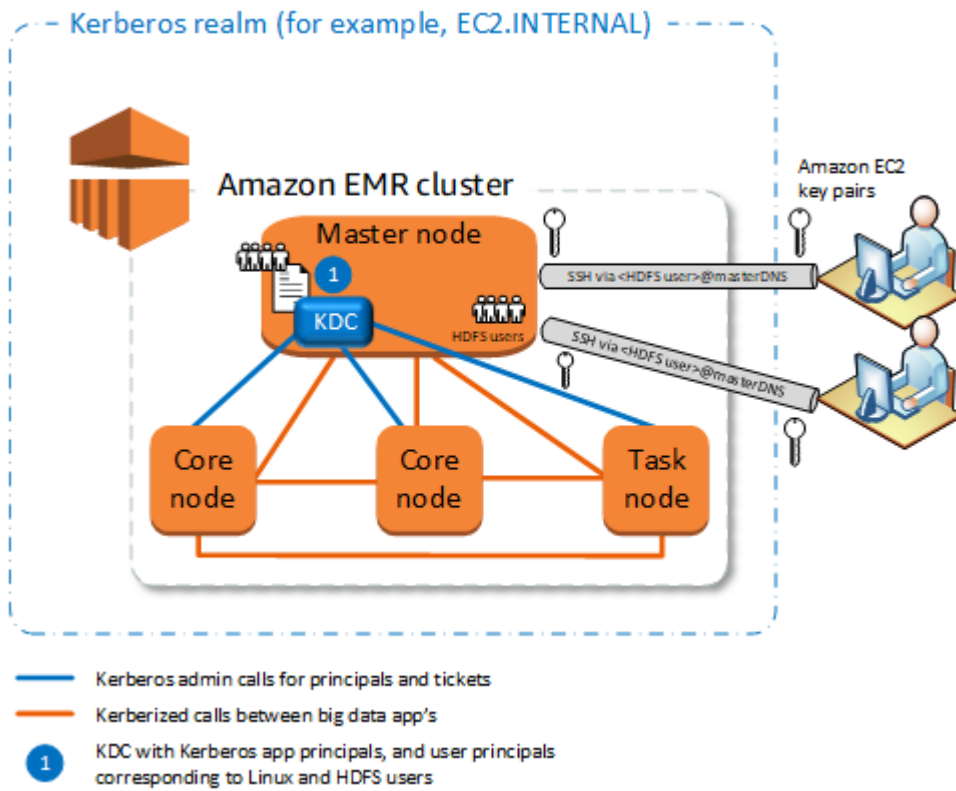 Kerberos realm (for example, EC2.INTERNAL)
Amazon EMR cluster
Amazon EC2
key pairs
Master node
1
SSH via <HDFS user>@masterDNS
KDC
HDFS users
SSH via <HDFS user>@masterDNS
Core
node
Core
node
Task
node
Kerberos admin calls for principals and tickets
Kerberized calls between big data app's
1
KDC with Kerberos app principals, and user principals
corresponding to Linux and HDFS users